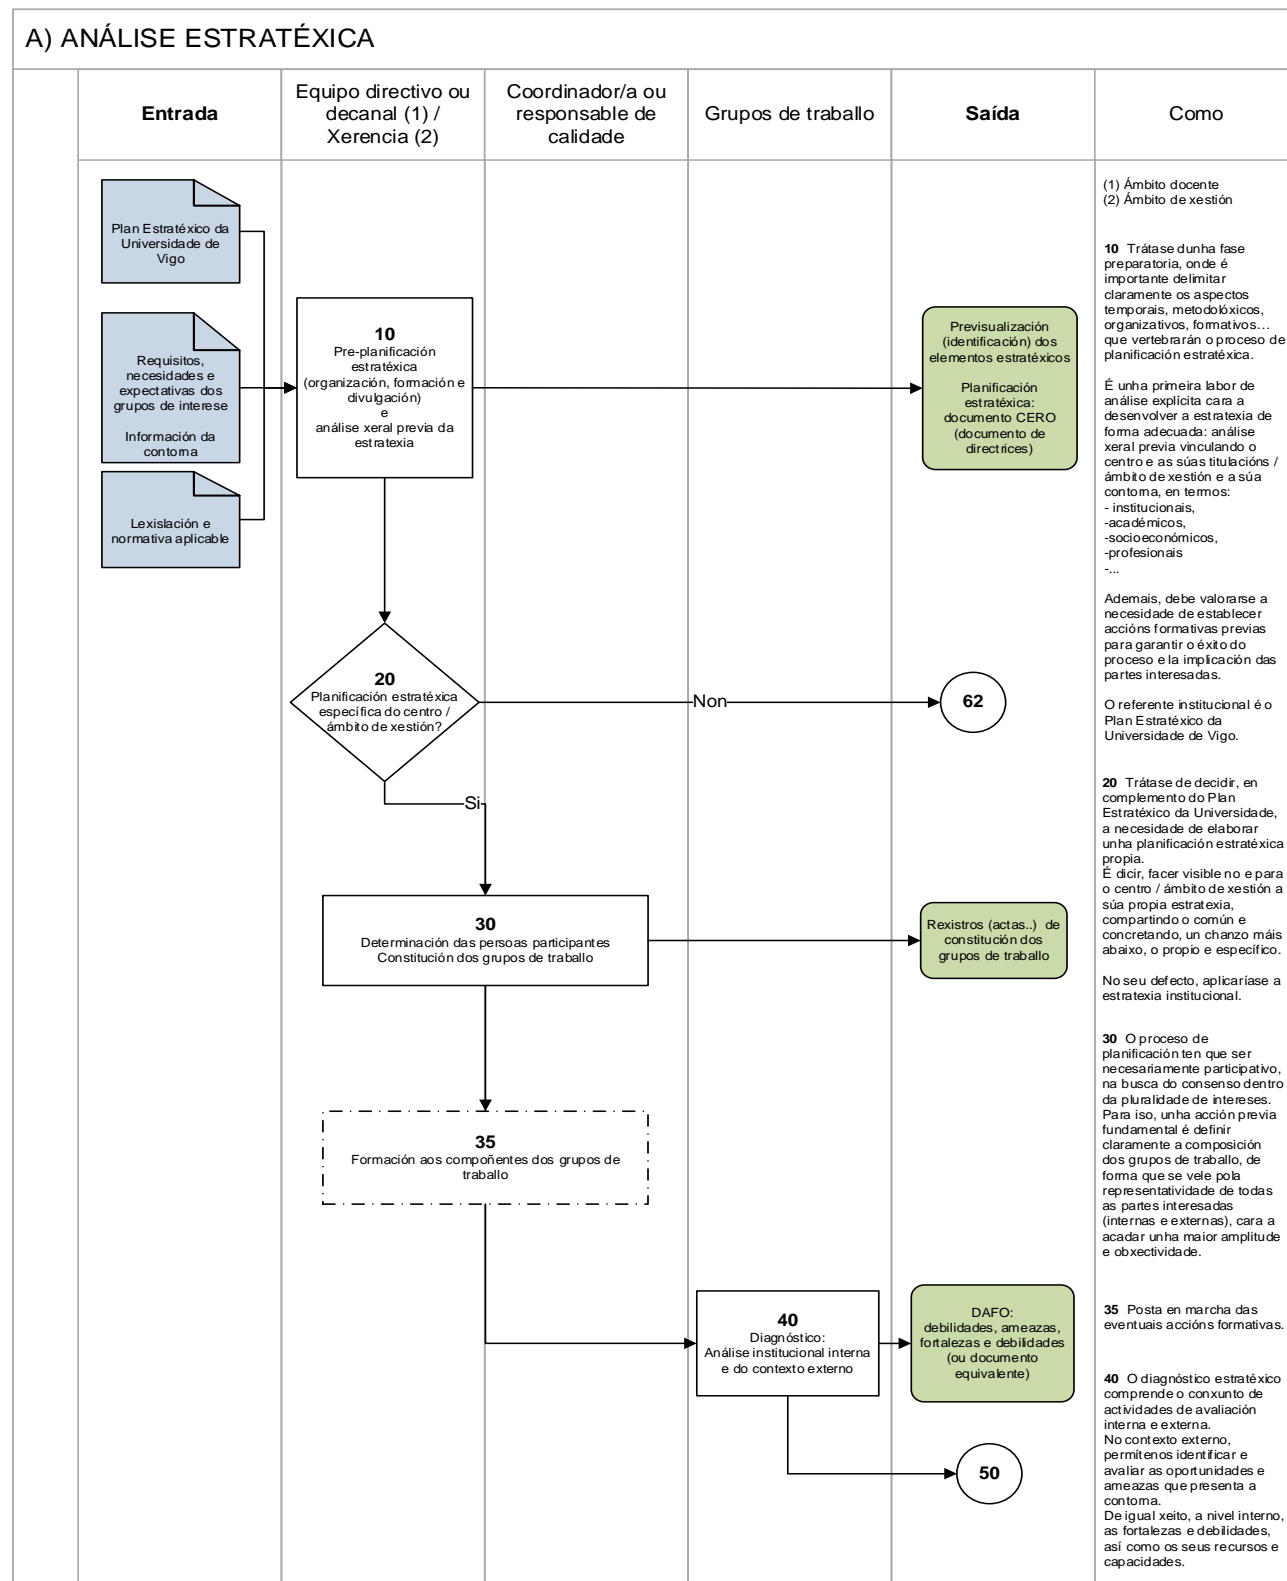 A) ANÁLISE ESTRATÉXICA
Entrada
Equipo directivo ou
decanal (1) /
Xerencia (2)
Coordinador/a ou
responsable de
calidade
Grupos de traballo
Saída
Como
Plan Estratéxico da
Universidade de
Vigo
Requisitos,
necesidades e
expectativas dos
grupos de interese
Información da
contorna
Lexislación e
normativa aplicable
10
Pre-planificación
estratéxica
(organización, formación e
divulgación)
e
análise xeral previa da
estratexia
Previsualización
(identificación) dos
elementos estratéxicos
Planificación
estratéxica:
documento CERO
(documento de
directrices)
20
Planificación estratéxica
específica do centro /
ámbito de xestión?
Non
62
Si
30
Determinación das persoas participantes
Constitución dos grupos de traballo
Rexistros (actas..) de
constitución dos
grupos de traballo
35
Formación aos compoñentes dos grupos de
traballo
40
Diagnóstico:
Análise institucional interna
e do contexto externo
DAFO:
debilidades, ameazas,
fortalezas e debilidades
(ou documento
equivalente)
50
(1) Ámbito docente
(2) Ámbito de xestión
10 Trátase dunha fase
preparatoria, onde é
importante delimitar
claramente os aspectos
temporais, metodolóxicos,
organizativos, formativos…
que vertebrarán o proceso de
planificación estratéxica.
É unha primeira labor de
análise explícita cara a
desenvolver a estratexia de
forma adecuada: análise
xeral previa vinculando o
centro e as súas titulacións /
ámbito de xestión e a súa
contorna, en termos:
- institucionais,
-académicos,
-socioeconómicos,
-profesionais
-...
Ademais, debe valorarse a
necesidade de establecer
accións formativas previas
para garantir o éxito do
proceso e la implicación das
partes interesadas.
O referente institucional é o
Plan Estratéxico da
Universidade de Vigo.
20 Trátase de decidir, en
complemento do Plan
Estratéxico da Universidade,
a necesidade de elaborar
unha planificación estratéxica
propia.
É dicir, facer visible no e para
o centro / ámbito de xestión a
súa propia estratexia,
compartindo o común e
concretando, un chanzo máis
abaixo, o propio e específico.
No seu defecto, aplicaríase a
estratexia institucional.
30 O proceso de
planificación ten que ser
necesariamente participativo,
na busca do consenso dentro
da pluralidade de intereses.
Para iso, unha acción previa
fundamental é definir
claramente a composición
dos grupos de traballo, de
forma que se vele pola
representatividade de todas
as partes interesadas
(internas e externas), cara a
acadar unha maior amplitude
e obxectividade.
35 Posta en marcha das
eventuais accións formativas.
40 O diagnóstico estratéxico
comprende o conxunto de
actividades de avaliación
interna e externa.
No contexto externo,
permítenos identificar e
avaliar as oportunidades e
ameazas que presenta a
contorna.
De igual xeito, a nivel interno,
as fortalezas e debilidades,
así como os seus recursos e
capacidades.